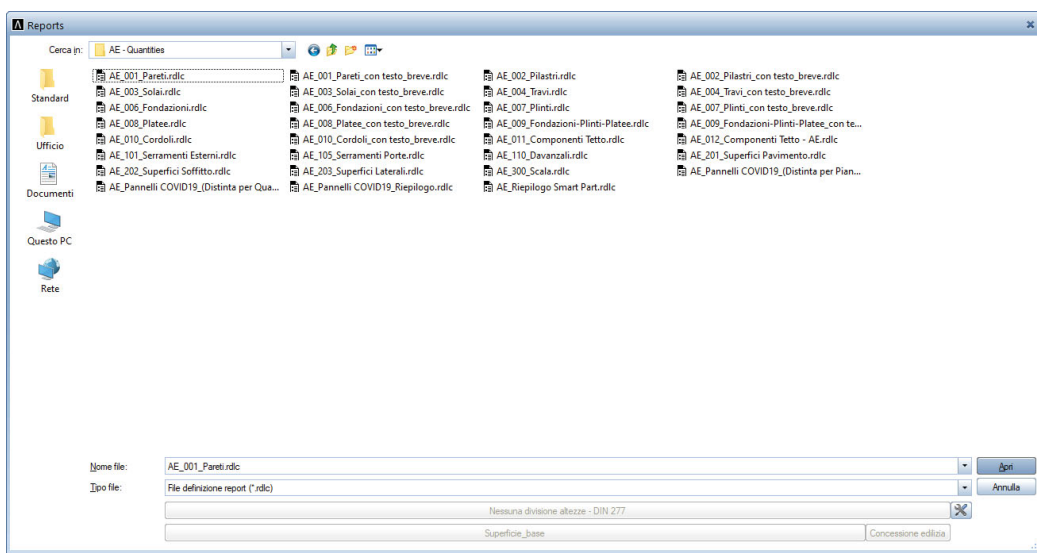 Reports
Cerca in: AE - Quantities
Standard
Ufficio
Documenti
Questo PC
Rete
AE_001_Pareti.rdlc AE_001_Pareti_con testo_breve.rdlc AE_002_Pilastri.rdlc AE_002_Pilastri_con testo_breve.rdlc
AE_003_Solai.rdlc AE_003_Solai_con testo_breve.rdlc AE_004_Travi.rdlc AE_004_Travi_con testo_breve.rdlc
AE_006_Fondazioni.rdlc AE_006_Fondazioni_con testo_breve.rdlc AE_007_Plinti.rdlc AE_007_Plinti_con testo_breve.rdlc
AE_008_Platee.rdlc AE_008_Platee_con testo_breve.rdlc AE_009_Fondazioni-Plinti-Platee.rdlc AE_009_Fondazioni-Plinti-Platee_con te...
AE_010_Cordoli.rdlc AE_010_Cordoli_con testo_breve.rdlc AE_011_Componenti Tetto.rdlc AE_012_Componenti Tetto - AE.rdlc
AE_101_Serramenti Esterni.rdlc AE_105_Serramenti Porte.rdlc AE_110_Davanzali.rdlc AE_201_Superfici Pavimento.rdlc
AE_202_Superfici Soffitto.rdlc AE_203_Superfici Laterali.rdlc AE_300_Scala.rdlc AE_Pannelli COVID19_(Distinta per Pian...
AE_Pannelli COVID19_(Distinta per Qua... AE_Pannelli COVID19_Riepilogo.rdlc AE_Riepilogo Smart Part.rdlc
Nome file: AE_001_Pareti.rdlc Apri
Tipo file: File definizione report (*.rdlc) Annulla
Nessuna divisione altezze - DIN 277
Superficie_base Concessione edilizia